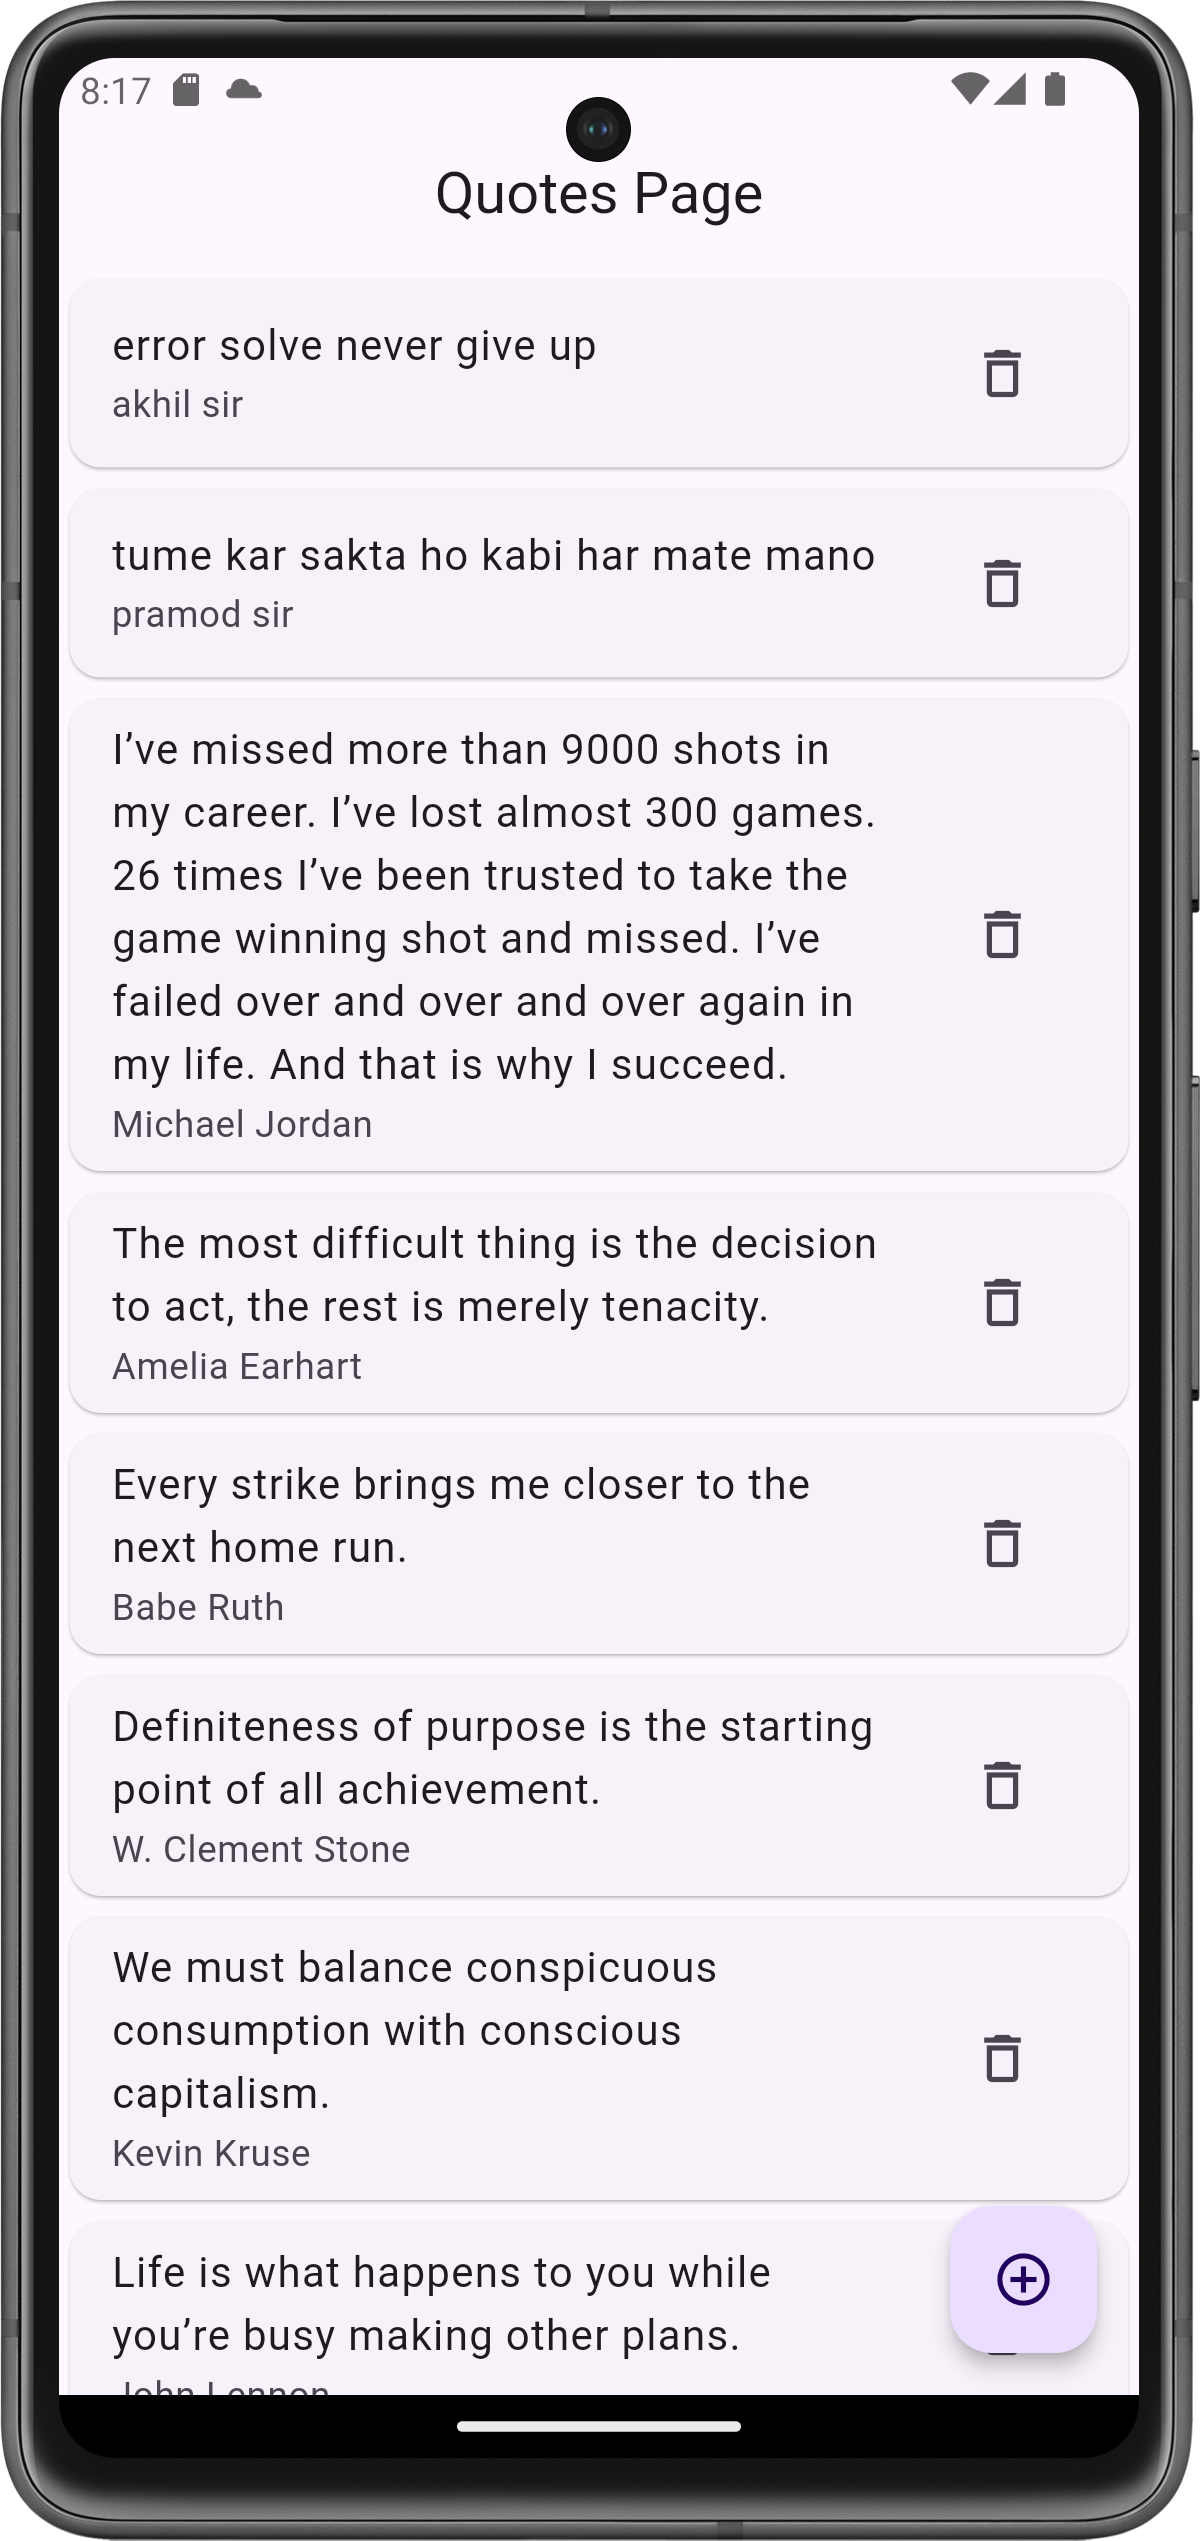 8:17
Quotes Page
error solve never give up
akhil sir
tume kar sakta ho kabi har mate mano
pramod sir
I’ve missed more than 9000 shots in
my career. I’ve lost almost 300 games.
26 times I’ve been trusted to take the
game winning shot and missed. I’ve
failed over and over and over again in
my life. And that is why I succeed.
Michael Jordan
The most difficult thing is the decision
to act, the rest is merely tenacity.
Amelia Earhart
Every strike brings me closer to the
next home run.
Babe Ruth
Definiteness of purpose is the starting
point of all achievement.
W. Clement Stone
We must balance conspicuous
consumption with conscious
capitalism.
Kevin Kruse
Life is what happens to you while
you’re busy making other plans.
John Lennon